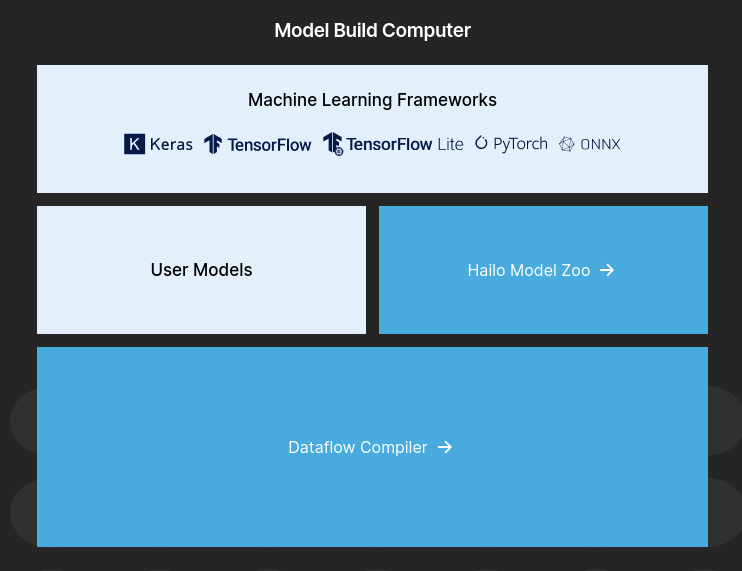 Model Build Computer
Machine Learning Frameworks
K Keras TensorFlow TensorFlow Lite PyTorch ONNX
User Models
Hailo Model Zoo →
Dataflow Compiler →